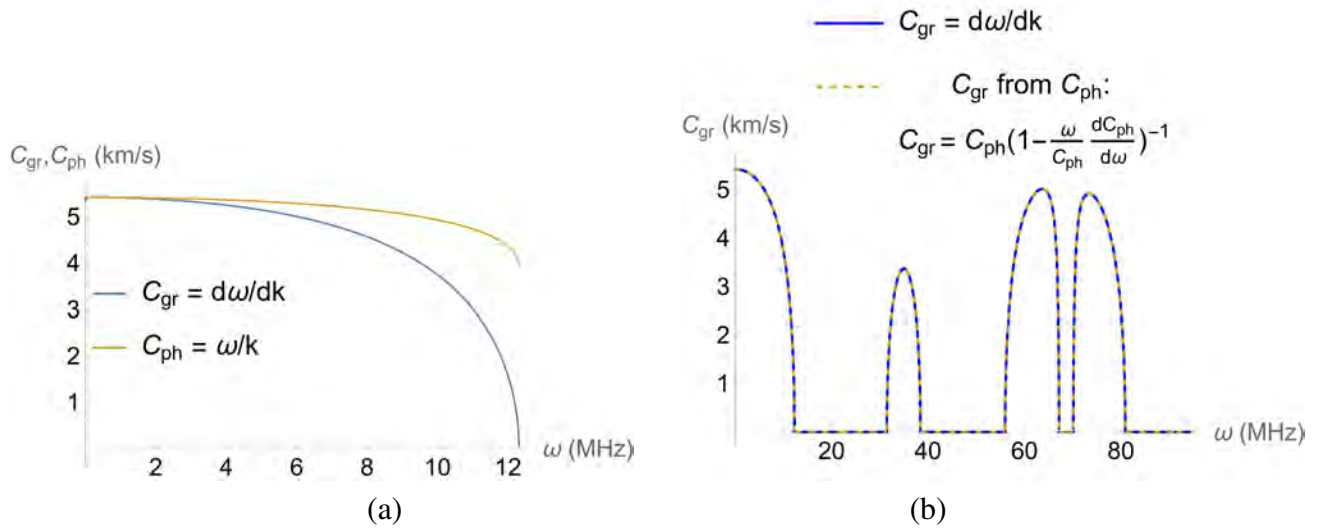 C_gr, C_ph (km/s)
5
4
3
2
1
C_gr = dω/dk
C_ph = ω/k
2 4 6 8 10 12 ω (MHz)
(a)
C_gr = dω/dk
C_gr from C_ph:
C_gr = C_ph(1-ω/C_ph dC_ph/dω)^-1
C_gr (km/s)
5
4
3
2
1
20 40 60 80 ω (MHz)
(b)